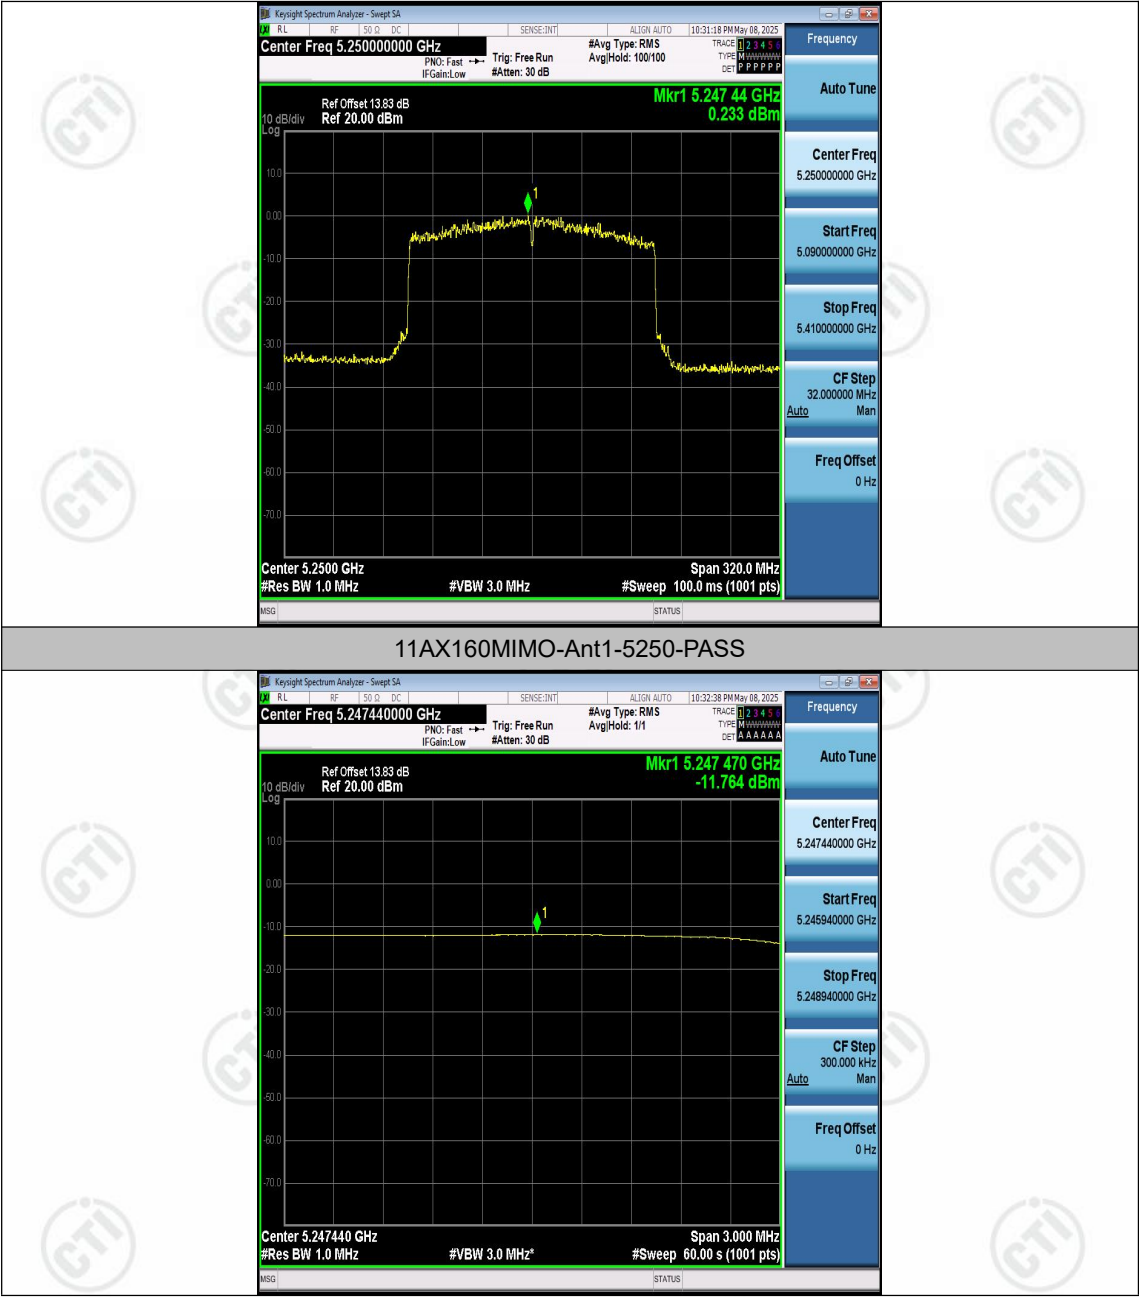 Keysight Spectrum Analyzer - Swept SA
RL RF 50 Ω DC SENSE:INT ALIGN AUTO 10:31:18 PM May 08, 2025
Center Freq 5.250000000 GHz
PNO: Fast
IFGain:Low
Trig: Free Run
#Atten: 30 dB
#Avg Type: RMS
Avg|Hold: 100/100
TRACE 1 2 3 4 5 6
TYPE M
DET P P P P P P
Frequency
Mkr1 5.247 44 GHz
0.233 dBm
Ref Offset 13.83 dB
10 dB/div Ref 20.00 dBm
Log
10.0
0.00
-10.0
-20.0
-30.0
-40.0
-50.0
-60.0
-70.0
1
Center 5.2500 GHz Span 320.0 MHz
#Res BW 1.0 MHz #VBW 3.0 MHz #Sweep 100.0 ms (1001 pts)
MSG STATUS
Auto Tune
Center Freq
5.250000000 GHz
Start Freq
5.090000000 GHz
Stop Freq
5.410000000 GHz
CF Step
32.000000 MHz
Auto Man
Freq Offset
0 Hz
11AX160MIMO-Ant1-5250-PASS
Keysight Spectrum Analyzer - Swept SA
RL RF 50 Ω DC SENSE:INT ALIGN AUTO 10:32:38 PM May 08, 2025
Center Freq 5.247440000 GHz
PNO: Fast
IFGain:Low
Trig: Free Run
#Atten: 30 dB
#Avg Type: RMS
Avg|Hold: 1/1
TRACE 1 2 3 4 5 6
TYPE M
DET A A A A A A
Frequency
Mkr1 5.247 470 GHz
-11.764 dBm
Ref Offset 13.83 dB
10 dB/div Ref 20.00 dBm
Log
10.0
0.00
-10.0
-20.0
-30.0
-40.0
-50.0
-60.0
-70.0
1
Center 5.247440 GHz Span 3.000 MHz
#Res BW 1.0 MHz #VBW 3.0 MHz* #Sweep 60.00 s (1001 pts)
MSG STATUS
Auto Tune
Center Freq
5.247440000 GHz
Start Freq
5.245940000 GHz
Stop Freq
5.248940000 GHz
CF Step
300.000 kHz
Auto Man
Freq Offset
0 Hz
CTI
CTI
CTI
CTI
CTI
CTI
CTI
CTI
CTI
CTI
CTI
CTI